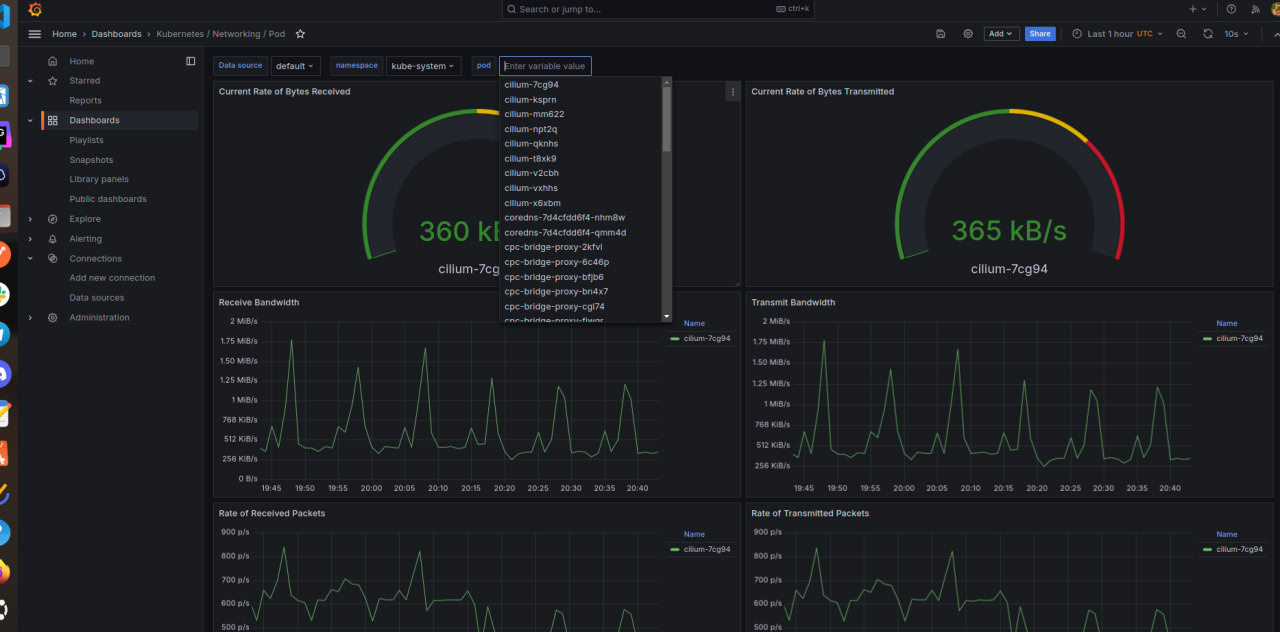 Search or jump to...
ctrl+k
Home
Dashboards
Kubernetes / Networking / Pod
Add
Share
Last 1 hour UTC
10s
Home
Starred
Reports
Dashboards
Playlists
Snapshots
Library panels
Public dashboards
Explore
Alerting
Connections
Add new connection
Data sources
Administration
Data source
default
namespace
kube-system
pod
Enter variable value
cilium-7cg94
cilium-ksprn
cilium-mm622
cilium-npt2q
cilium-qknhs
cilium-t8xk9
cilium-v2cbh
cilium-vxhhs
cilium-x6xbm
coredns-7d4cfdd6f4-nhm8w
coredns-7d4cfdd6f4-qmm4d
cpc-bridge-proxy-2kfvl
cpc-bridge-proxy-6c46p
cpc-bridge-proxy-bfjb6
cpc-bridge-proxy-bn4x7
cpc-bridge-proxy-cgl74
Current Rate of Bytes Received
360 kB
cilium-7cg
Current Rate of Bytes Transmitted
365 kB/s
cilium-7cg94
Receive Bandwidth
2 MiB/s
1.75 MiB/s
1.50 MiB/s
1.25 MiB/s
1 MiB/s
768 KiB/s
512 KiB/s
256 KiB/s
0 B/s
19:45 19:50 19:55 20:00 20:05 20:10 20:15 20:20 20:25 20:30 20:35 20:40
Name
cilium-7cg94
Transmit Bandwidth
2 MiB/s
1.75 MiB/s
1.50 MiB/s
1.25 MiB/s
1 MiB/s
768 KiB/s
512 KiB/s
256 KiB/s
19:45 19:50 19:55 20:00 20:05 20:10 20:15 20:20 20:25 20:30 20:35 20:40
Name
cilium-7cg94
Rate of Received Packets
900 p/s
800 p/s
700 p/s
600 p/s
500 p/s
Name
cilium-7cg94
Rate of Transmitted Packets
900 p/s
800 p/s
700 p/s
600 p/s
500 p/s
Name
cilium-7cg94